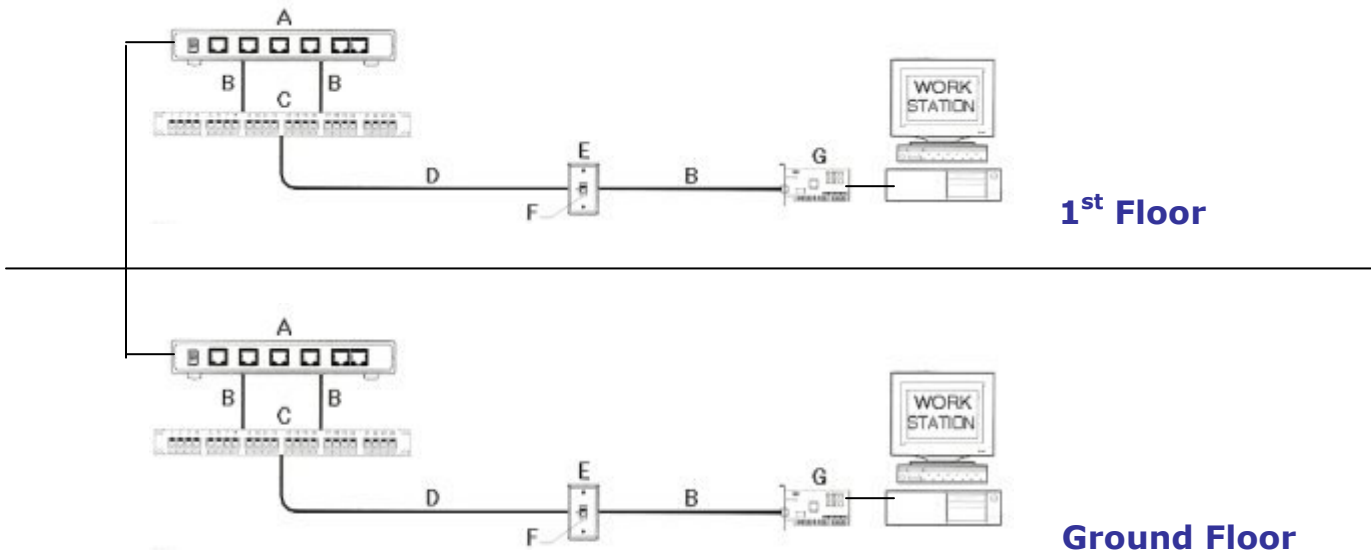 A
B B
C
WORK
STATION
E
G
D B
F
1st Floor
A
B B
C
WORK
STATION
E
G
D B
F
Ground Floor